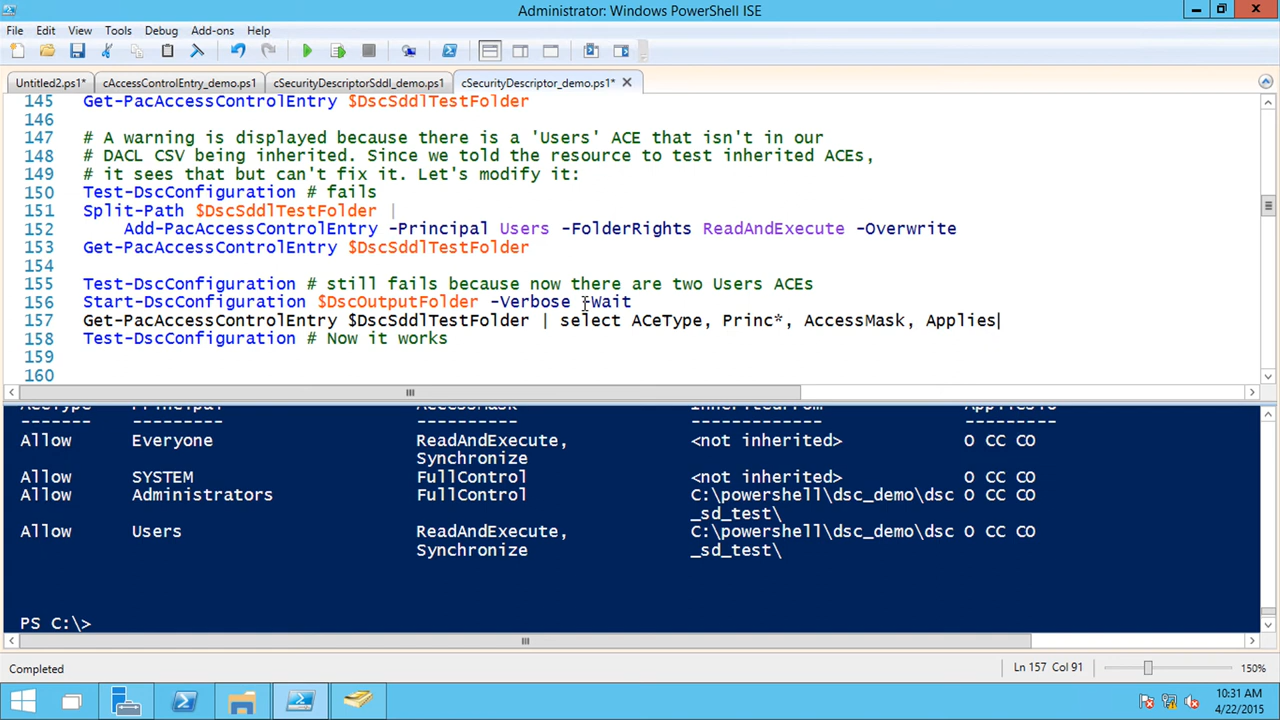 Administrator: Windows PowerShell ISE
File Edit View Tools Debug Add-ons Help
Untitled2.ps1* cAccessControlEntry_demo.ps1 cSecurityDescriptorSddl_demo.ps1 cSecurityDescriptor_demo.ps1*
145 Get-PacAccessControlEntry $DscSddlTestFolder
146
147 # A warning is displayed because there is a 'Users' ACE that isn't in our
148 # DACL CSV being inherited. Since we told the resource to test inherited ACEs,
149 # it sees that but can't fix it. Let's modify it:
150 Test-DscConfiguration # fails
151 Split-Path $DscSddlTestFolder |
152 Add-PacAccessControlEntry -Principal Users -FolderRights ReadAndExecute -Overwrite
153 Get-PacAccessControlEntry $DscSddlTestFolder
154
155 Test-DscConfiguration # still fails because now there are two Users ACEs
156 Start-DscConfiguration $DscOutputFolder -Verbose -Wait
157 Get-PacAccessControlEntry $DscSddlTestFolder | select ACeType, Princ*, AccessMask, Applies
158 Test-DscConfiguration # Now it works
159
160
AceType Principal AccessMask InheritedFrom AppliesTo
------- --------- ---------- ------------- ---------
Allow Everyone ReadAndExecute, <not inherited> O CC CO
Synchronize
Allow SYSTEM FullControl <not inherited> O CC CO
Allow Administrators FullControl C:\powershell\dsc_demo\dsc O CC CO
_sd_test\
Allow Users ReadAndExecute, C:\powershell\dsc_demo\dsc O CC CO
Synchronize _sd_test\
PS C:\>
Completed Ln 157 Col 91 150%
10:31 AM
4/22/2015